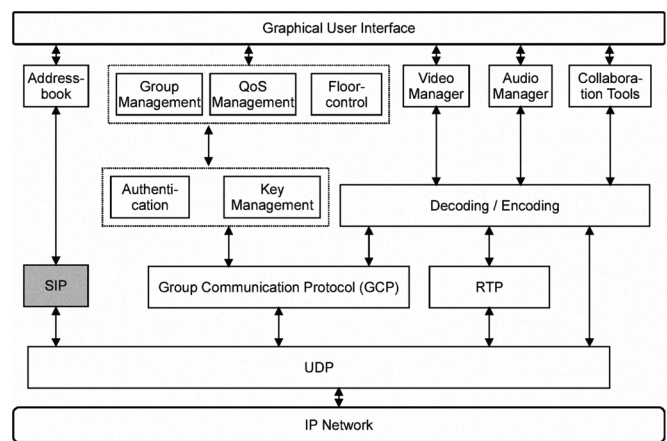 Graphical User Interface
Address-
book
Group
Management
QoS
Management
Floor-
control
Video
Manager
Audio
Manager
Collabora-
tion Tools
Authenti-
cation
Key
Management
Decoding / Encoding
SIP
Group Communication Protocol (GCP)
RTP
UDP
IP Network